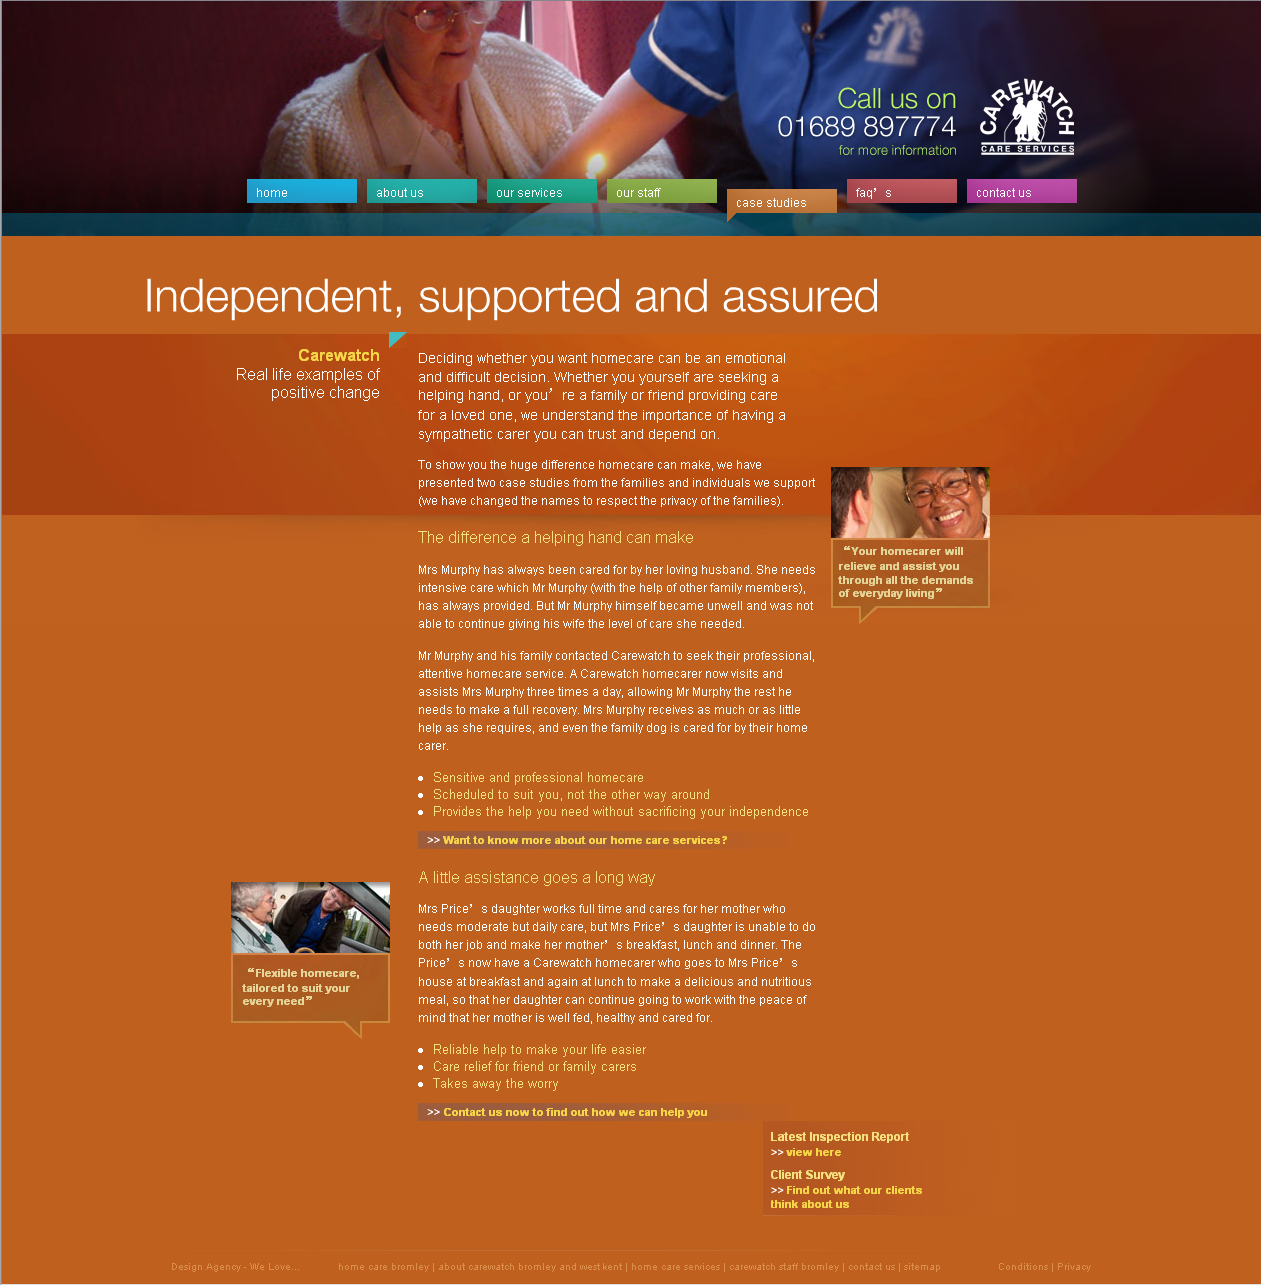 CAREWATCH
Call us on
01689 897774
for more information
CAREWATCH
CARE SERVICES
home
about us
our services
our staff
case studies
faq’s
contact us
Independent, supported and assured
Carewatch
Real life examples of
positive change
Deciding whether you want homecare can be an emotional
and difficult decision. Whether you yourself are seeking a
helping hand, or you’re a family or friend providing care
for a loved one, we understand the importance of having a
sympathetic carer you can trust and depend on.
To show you the huge difference homecare can make, we have
presented two case studies from the families and individuals we support
(we have changed the names to respect the privacy of the families).
“Your homecarer will
relieve and assist you
through all the demands
of everyday living”
The difference a helping hand can make
Mrs Murphy has always been cared for by her loving husband. She needs
intensive care which Mr Murphy (with the help of other family members),
has always provided. But Mr Murphy himself became unwell and was not
able to continue giving his wife the level of care she needed.
Mr Murphy and his family contacted Carewatch to seek their professional,
attentive homecare service. A Carewatch homecarer now visits and
assists Mrs Murphy three times a day, allowing Mr Murphy the rest he
needs to make a full recovery. Mrs Murphy receives as much or as little
help as she requires, and even the family dog is cared for by their home
carer.
Sensitive and professional homecare
Scheduled to suit you, not the other way around
Provides the help you need without sacrificing your independence
>> Want to know more about our home care services?
A little assistance goes a long way
“Flexible homecare,
tailored to suit your
every need”
Mrs Price’s daughter works full time and cares for her mother who
needs moderate but daily care, but Mrs Price’s daughter is unable to do
both her job and make her mother’s breakfast, lunch and dinner. The
Price’s now have a Carewatch homecarer who goes to Mrs Price’s
house at breakfast and again at lunch to make a delicious and nutritious
meal, so that her daughter can continue going to work with the peace of
mind that her mother is well fed, healthy and cared for.
Reliable help to make your life easier
Care relief for friend or family carers
Takes away the worry
>> Contact us now to find out how we can help you
Latest Inspection Report
>> view here
Client Survey
>> Find out what our clients
think about us
Design Agency - We Love...
home care bromley | about carewatch bromley and west kent | home care services | carewatch staff bromley | contact us | sitemap
Conditions | Privacy